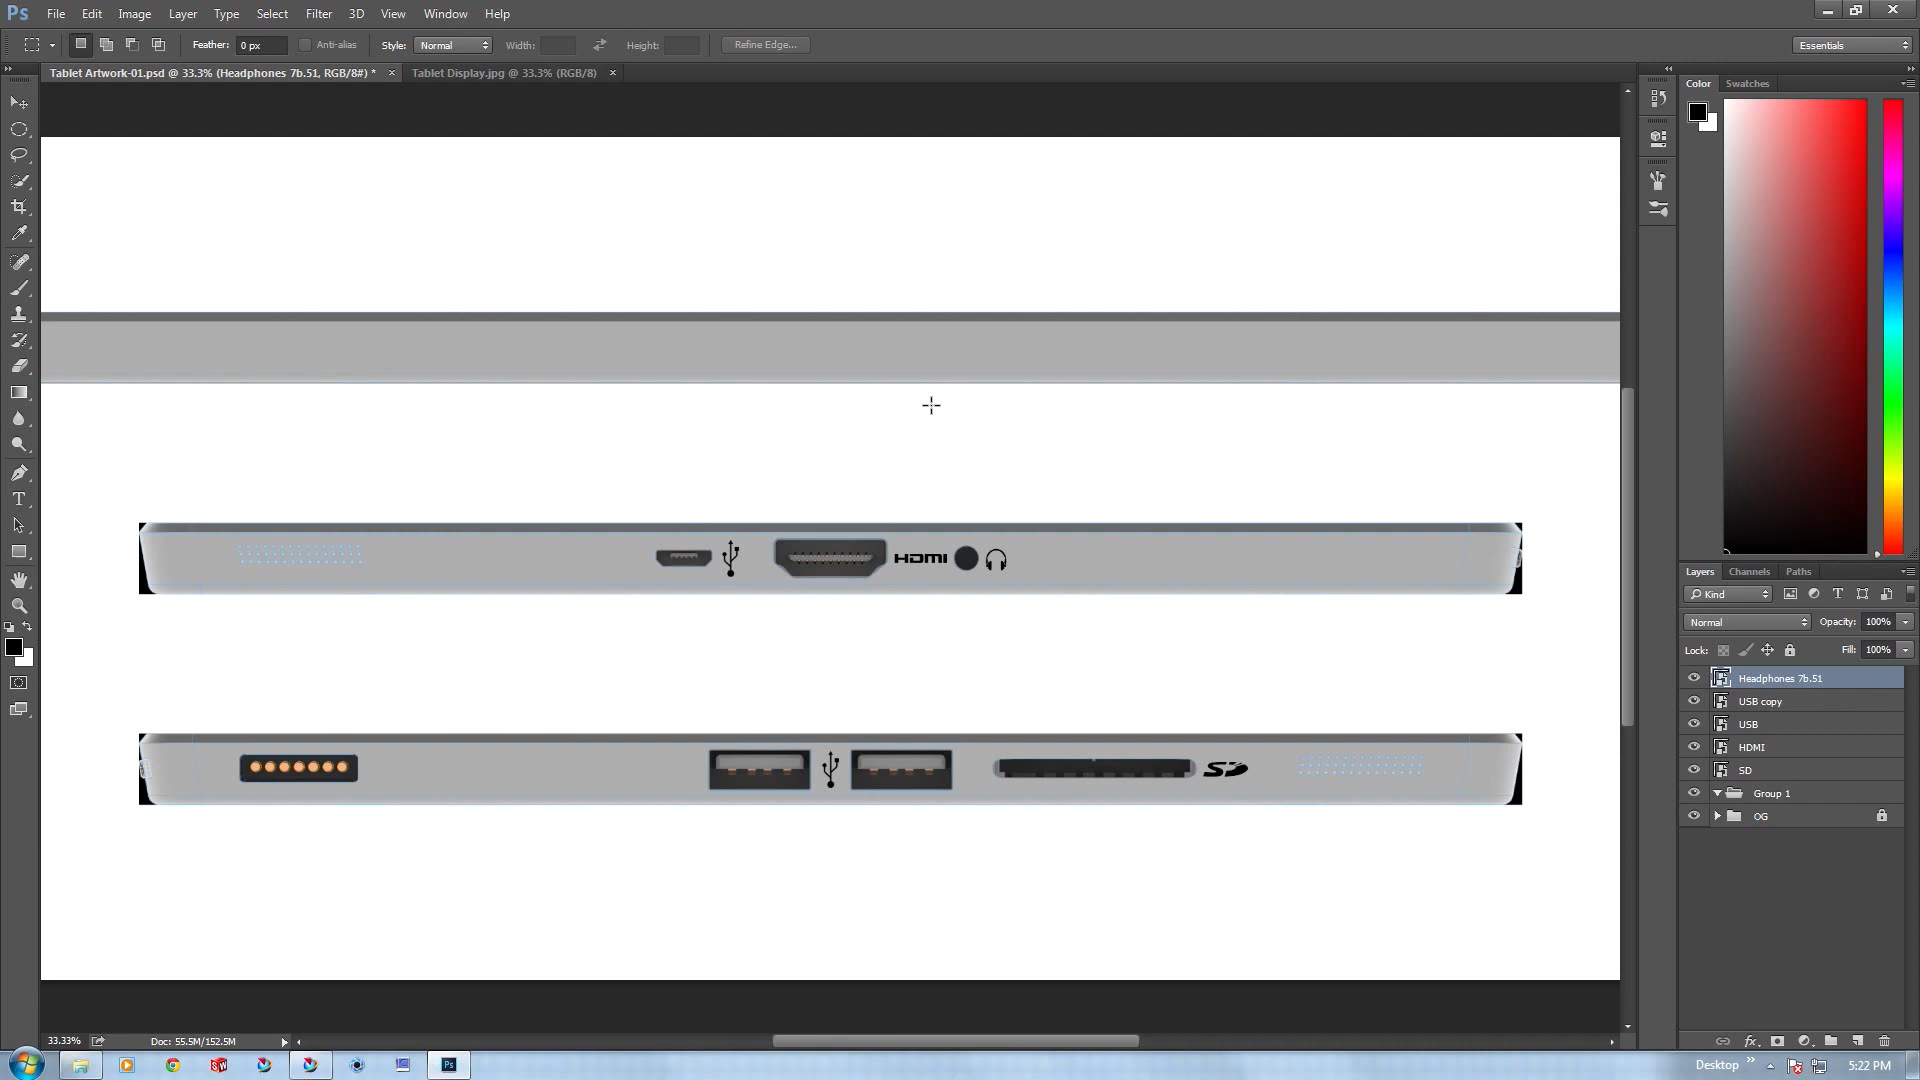 Ps File Edit Image Layer Type Select Filter 3D View Window Help
Feather: 0 px Anti-alias Style: Normal Width: Height: Refine Edge... Essentials
Tablet Artwork-01.psd @ 33.3% (Headphones 7b.51, RGB/8#) * × Tablet Display.jpg @ 33.3% (RGB/8) ×
Color Swatches
HDMI
SD
Layers Channels Paths
Kind
Normal Opacity: 100%
Lock: Fill: 100%
Headphones 7b.51
USB copy
USB
HDMI
SD
Group 1
OG
33.33% Doc: 55.5M/152.5M
SW Ps Desktop 5:22 PM